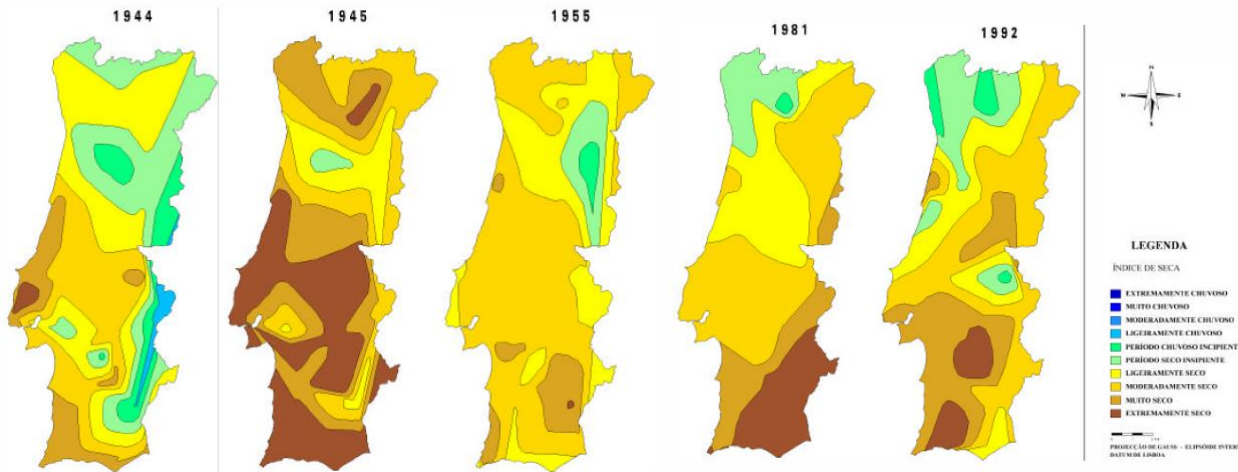 1944
1945
1955
1981
1992
N
W
E
S
LEGENDA
ÍNDICE DE SECA
EXTREMAMENTE CHUVOSO
MUITO CHUVOSO
MODERADAMENTE CHUVOSO
LIGEIRAMENTE CHUVOSO
PERÍODO CHUVOSO INCIPIENT
PERÍODO SECO INSIPIENTE
LIGEIRAMENTE SECO
MODERADAMENTE SECO
MUITO SECO
EXTREMAMENTE SECO
PROJECÇÃO DE GAUSS - ELIPSÓIDE INTER
DATUM DE LISBOA